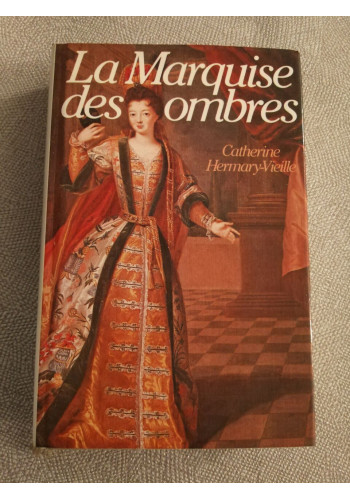 La Marquise
des ombres
Catherine
Hermary-Vieille